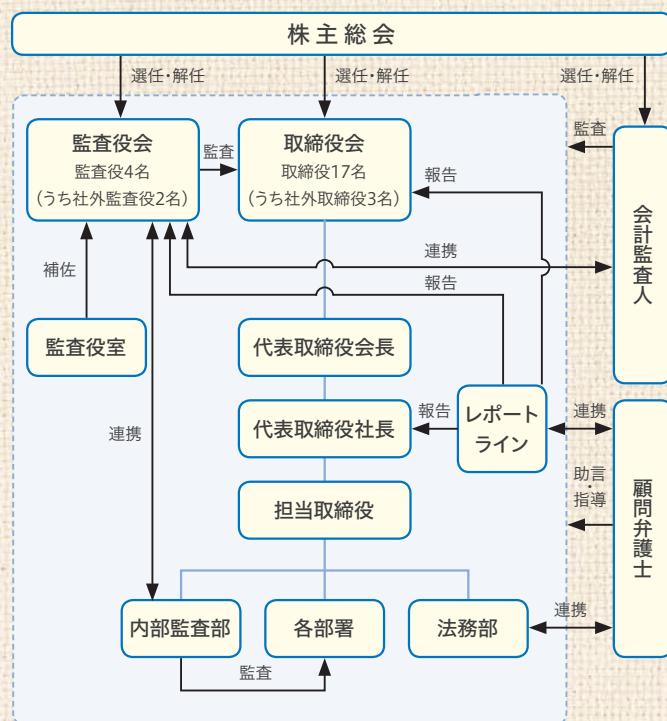 株主総会
選任・解任
選任・解任
選任・解任
監査役会
監査役4名
（うち社外監査役2名）
監査
取締役会
取締役17名
（うち社外取締役3名）
監査
報告
会計監査人
連携
報告
補佐
監査役室
代表取締役会長
連携
代表取締役社長
報告
レポート
ライン
連携
助言・指導
顧問弁護士
担当取締役
内部監査部
各部署
法務部
連携
監査